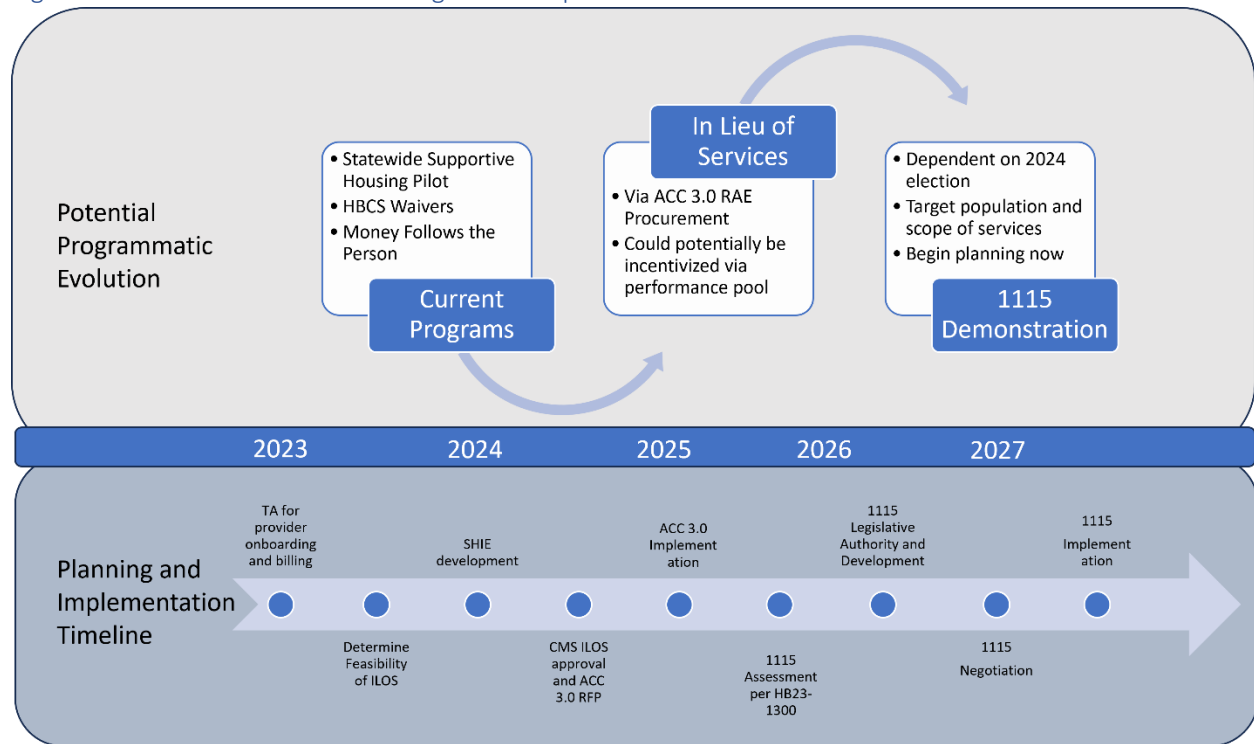 Potential
Programmatic
Evolution
• Statewide Supportive
Housing Pilot
• HBCS Waivers
• Money Follows the
Person
Current
Programs
In Lieu of
Services
• Via ACC 3.0 RAE
Procurement
• Could potentially be
incentivized via
performance pool
• Dependent on 2024
election
• Target population and
scope of services
• Begin planning now
1115
Demonstration
2023
2024
2025
2026
2027
Planning and
Implementation
Timeline
TA for
provider
onboarding
and billing
Determine
Feasibility
of ILOS
SHIE
development
CMS ILOS
approval
and ACC
3.0 RFP
ACC 3.0
Implement
ation
1115
Assessment
per HB23-
1300
1115
Legislative
Authority and
Development
1115
Negotiation
1115
Implement
ation